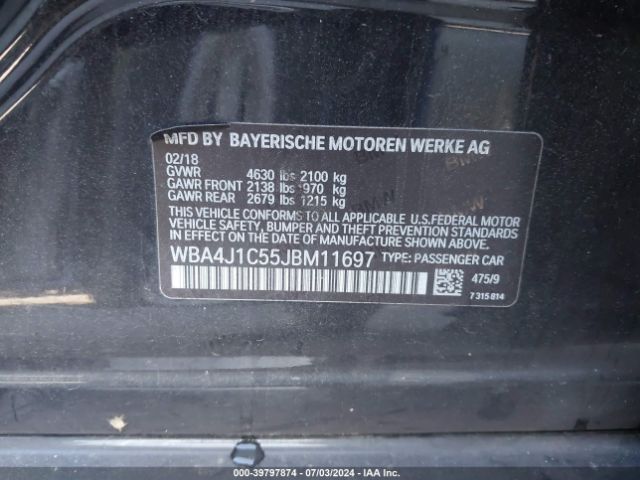 MFD BY BAYERISCHE MOTOREN WERKE AG
02/18
GVWR 4630 lbs 2100 kg
GAWR FRONT 2138 lbs 970 kg
GAWR REAR 2679 lbs 1215 kg
THIS VEHICLE CONFORMS TO ALL APPLICABLE U.S.FEDERAL MOTOR
VEHICLE SAFETY, BUMPER, AND THEFT PREVENTION STANDARDS
IN EFFECT ON THE DATE OF MANUFACTURE SHOWN ABOVE.
WBA4J1C55JBM11697 TYPE: PASSENGER CAR
475/9
7315814
000-39797874 | 07/03/2024 | IAA Inc.